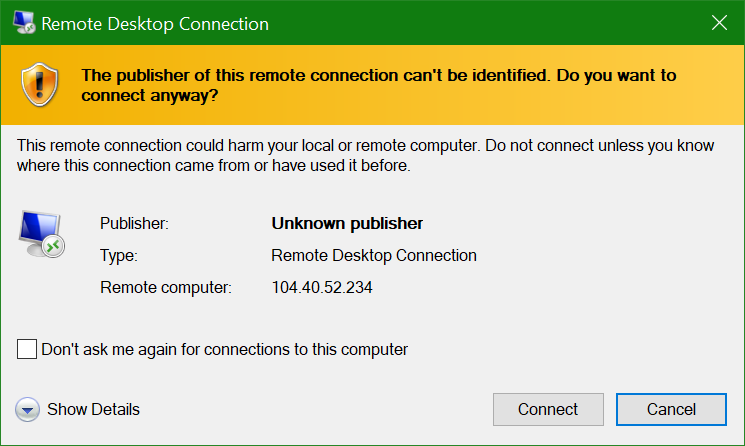 Remote Desktop Connection
The publisher of this remote connection can't be identified. Do you want to
connect anyway?
This remote connection could harm your local or remote computer. Do not connect unless you know
where this connection came from or have used it before.
Publisher: Unknown publisher
Type: Remote Desktop Connection
Remote computer: 104.40.52.234
Don't ask me again for connections to this computer
Show Details Connect Cancel